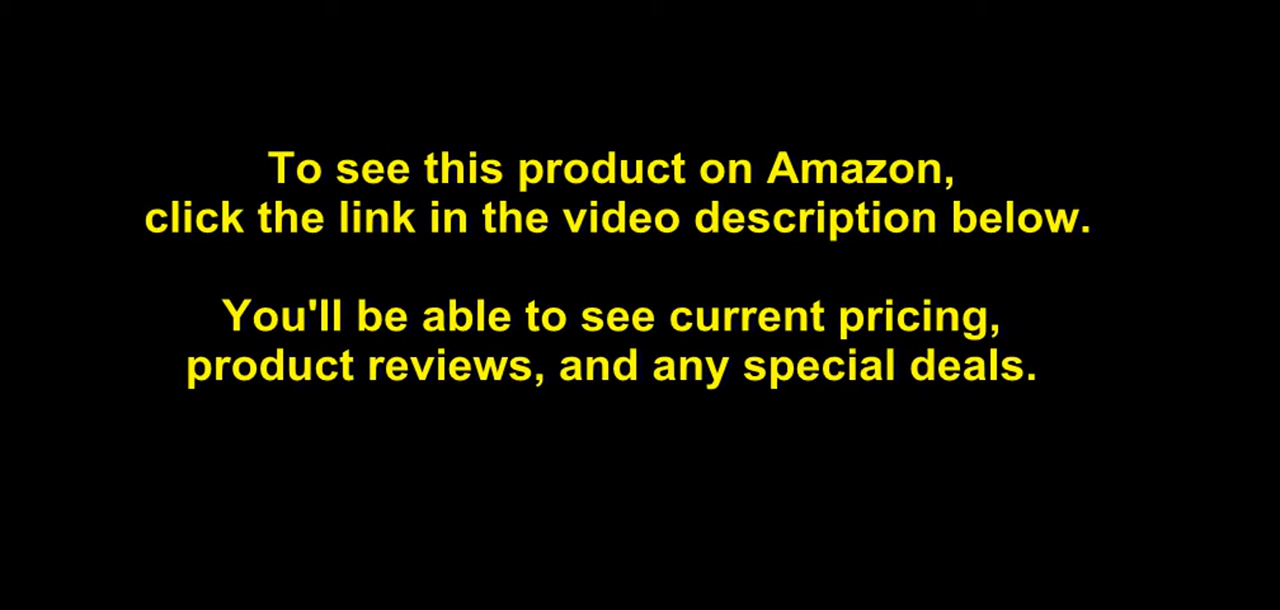 To see this product on Amazon,
click the link in the video description below.
You'll be able to see current pricing,
product reviews, and any special deals.